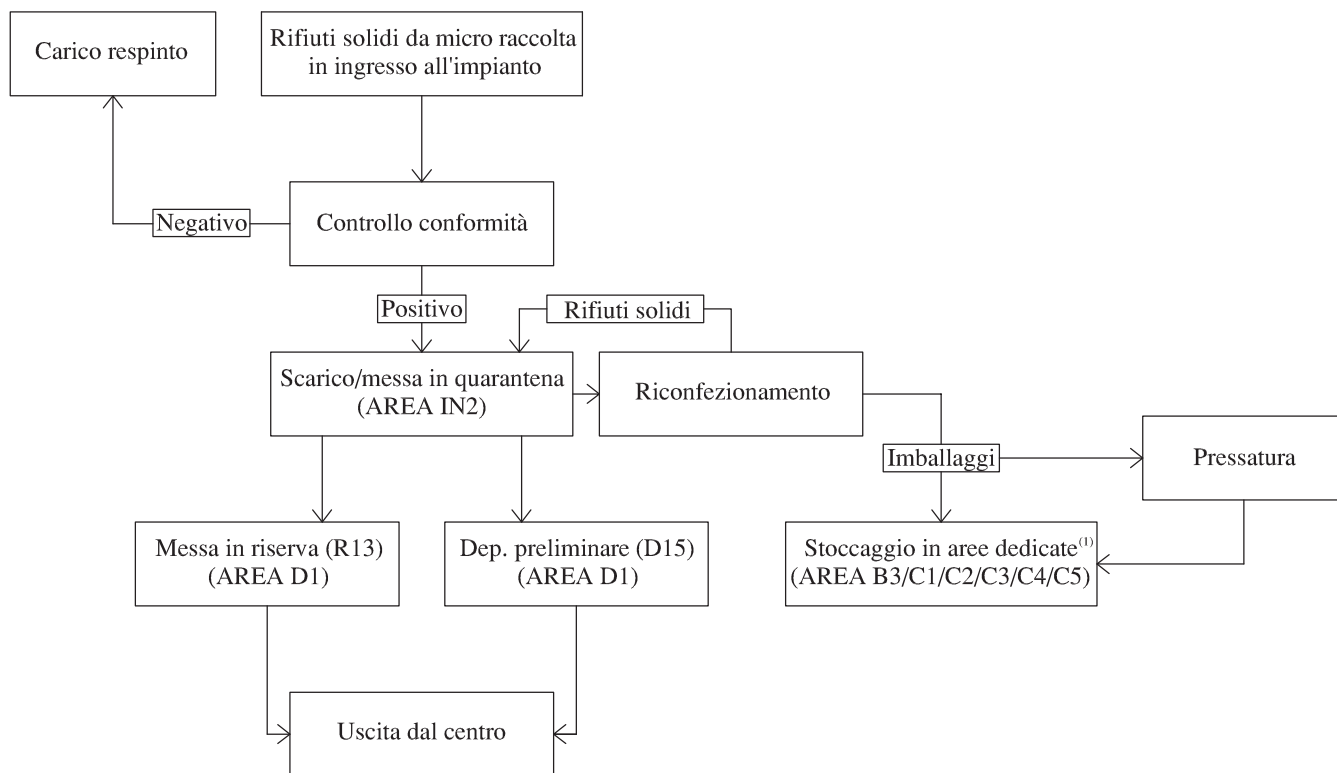 Carico respinto
Rifiuti solidi da micro raccolta
in ingresso all'impianto
Negativo
Controllo conformità
Positivo
Rifiuti solidi
Scarico/messa in quarantena
(AREA IN2)
Riconfezionamento
Imballaggi
Pressatura
Messa in riserva (R13)
(AREA D1)
Dep. preliminare (D15)
(AREA D1)
Stoccaggio in aree dedicate(1)
(AREA B3/C1/C2/C3/C4/C5)
Uscita dal centro